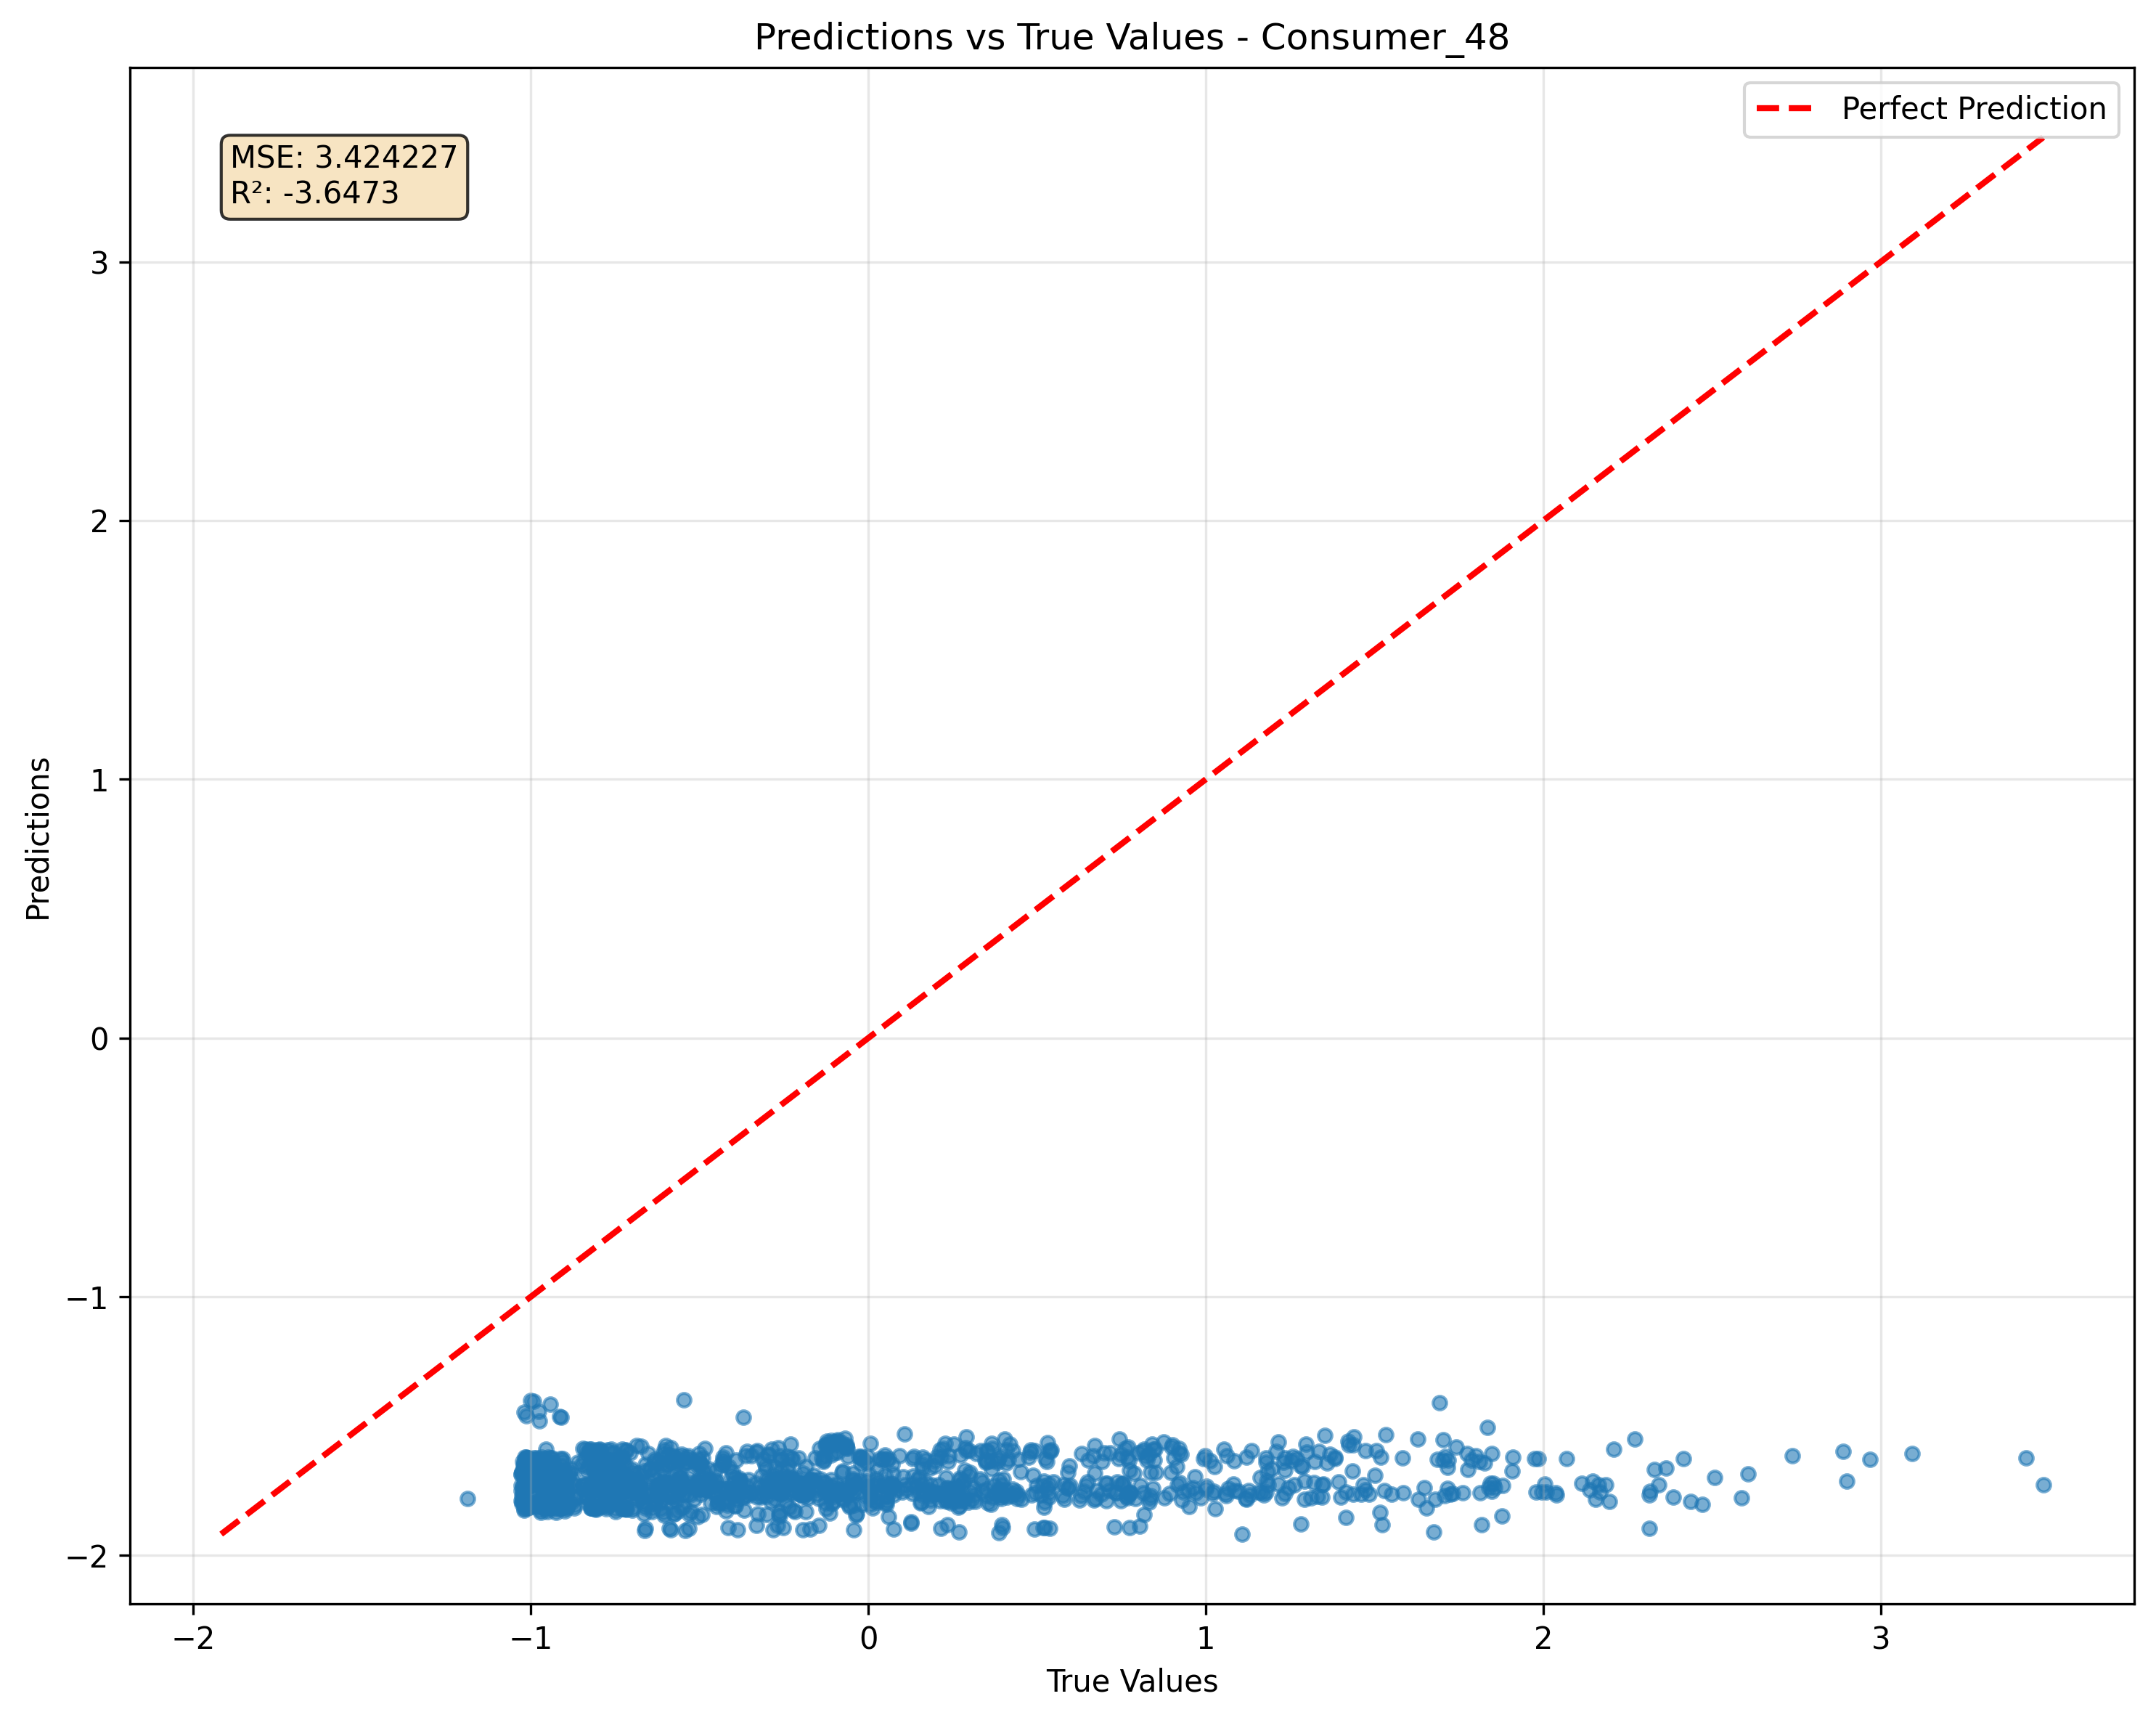 Predictions vs True Values - Consumer_48
Perfect Prediction
MSE: 3.424227
R²: -3.6473
3
2
1
0
−1
−2
Predictions
−2
−1
0
1
2
3
True Values